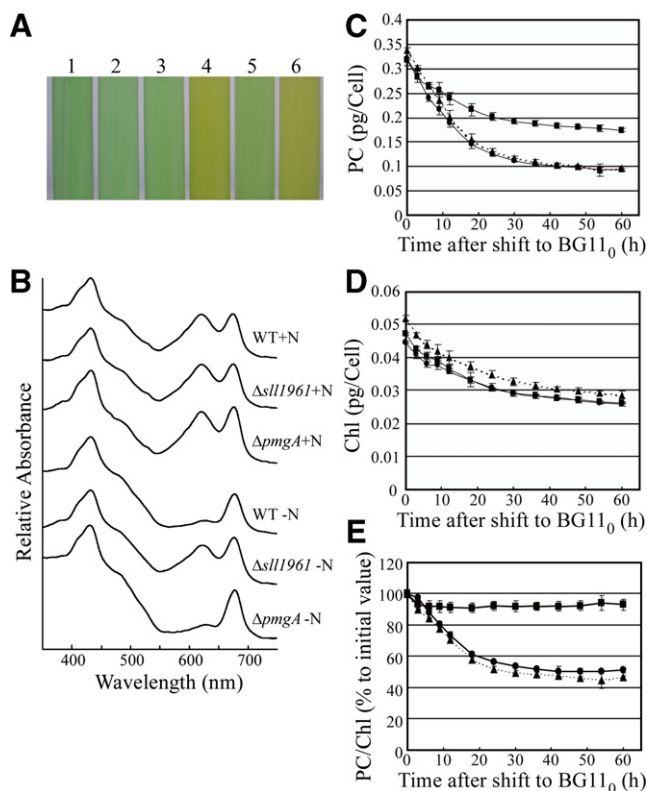 A
1 2 3 4 5 6
B
Relative Absorbance
WT+N
Δsll1961+N
ΔpmgA+N
WT -N
Δsll1961 -N
ΔpmgA -N
400 500 600 700
Wavelength (nm)
C
PC (pg/Cell)
0.4
0.35
0.3
0.25
0.2
0.15
0.1
0.05
0
0 10 20 30 40 50 60
Time after shift to BG11₀ (h)
D
Chl (pg/Cell)
0.06
0.05
0.04
0.03
0.02
0.01
0
0 10 20 30 40 50 60
Time after shift to BG11₀ (h)
E
PC/Chl (% to initial value)
120
100
80
60
40
20
0
0 10 20 30 40 50 60
Time after shift to BG11₀ (h)